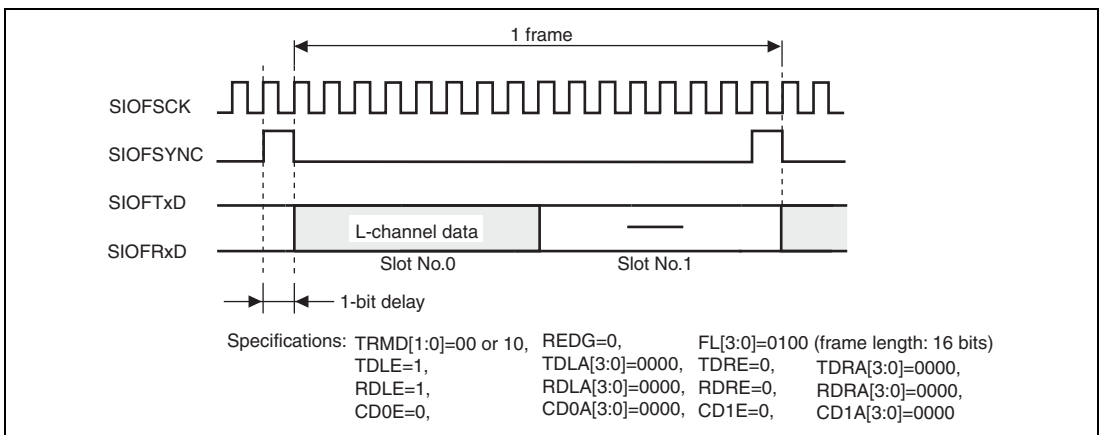 1 frame
SIOFSCK
SIOFSYNC
SIOFTxD
L-channel data
SIOFRxD
Slot No.0 Slot No.1
1-bit delay
Specifications: TRMD[1:0]=00 or 10, REDG=0, FL[3:0]=0100 (frame length: 16 bits)
TDLE=1, TDLA[3:0]=0000, TDRE=0, TDRA[3:0]=0000,
RDLE=1, RDLA[3:0]=0000, RDRE=0, RDRA[3:0]=0000,
CD0E=0, CD0A[3:0]=0000, CD1E=0, CD1A[3:0]=0000